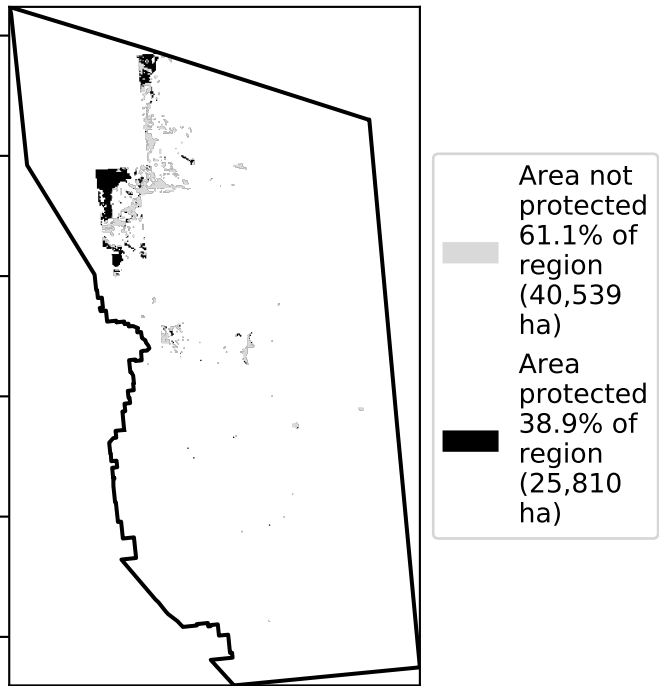 Area not
protected
61.1% of
region
(40,539
ha)
Area
protected
38.9% of
region
(25,810
ha)